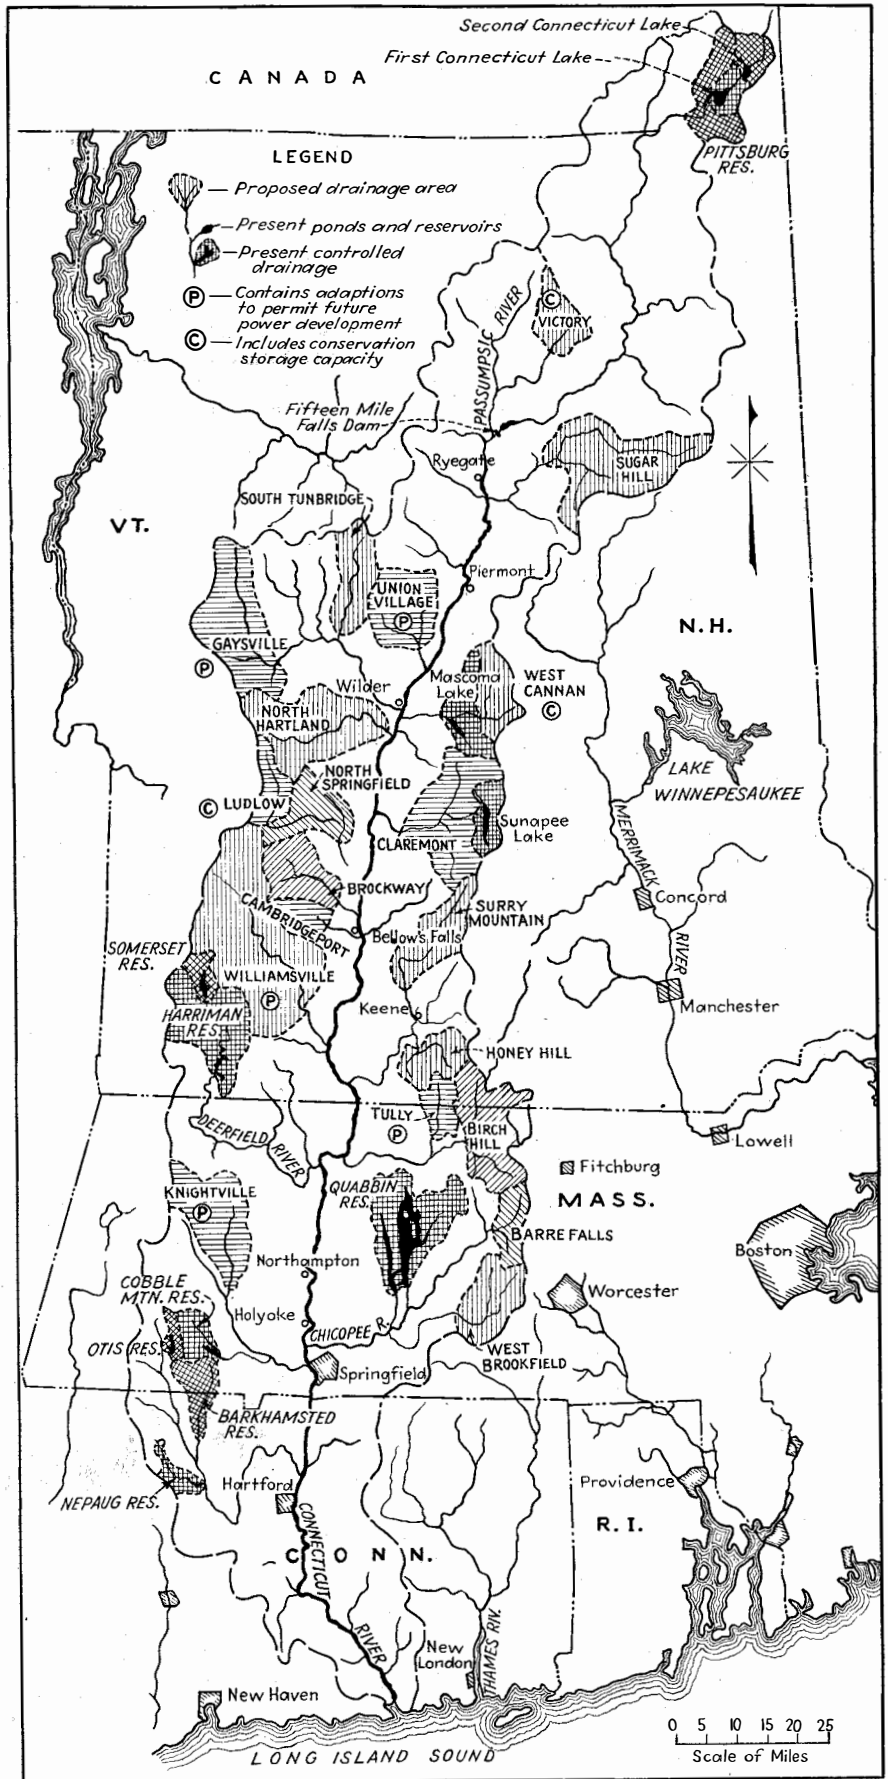 Second Connecticut Lake
First Connecticut Lake
CANADA
PITTSBURG
RES.
LEGEND
Proposed drainage area
Present ponds and reservoirs
Present controlled
drainage
P
Contains adaptions
to permit future
power development
C
Includes conservation
storage capacity
PASSUMPSIC RIVER
C
VICTORY
Fifteen Mile
Falls Dam
Ryegate
SUGAR
HILL
SOUTH TUNBRIDGE
VT.
Piermont
UNION
VILLAGE
P
N.H.
GAYSVILLE
P
Wilder
Mascoma
Lake
WEST
CANNAN
C
NORTH
HARTLAND
LAKE
WINNEPESAUKEE
NORTH
SPRINGFIELD
C
LUDLOW
Sunapee
Lake
CLAREMONT
MERRIMACK
RIVER
BROCKWAY
Concord
CAMBRIDGEPORT
SURRY
MOUNTAIN
Bellow's Falls
SOMERSET
RES.
WILLIAMSVILLE
P
Manchester
HARRIMAN
RES.
Keene
HONEY HILL
TULLY
P
BIRCH
HILL
DEERFIELD
RIVER
Lowell
Fitchburg
KNIGHTVILLE
P
QUABBIN
RES.
MASS.
BARRE FALLS
Boston
Northampton
COBBLE
MTN. RES.
Worcester
Holyoke
CHICOPEE R.
OTIS RES.
WEST
BROOKFIELD
Springfield
BARKHAMSTED
RES.
NEPAUG RES.
Hartford
Providence
R.I.
CONNECTICUT
RIVER
CONN.
New
London
THAMES RIV.
New Haven
LONG ISLAND SOUND
0 5 10 15 20 25
Scale of Miles